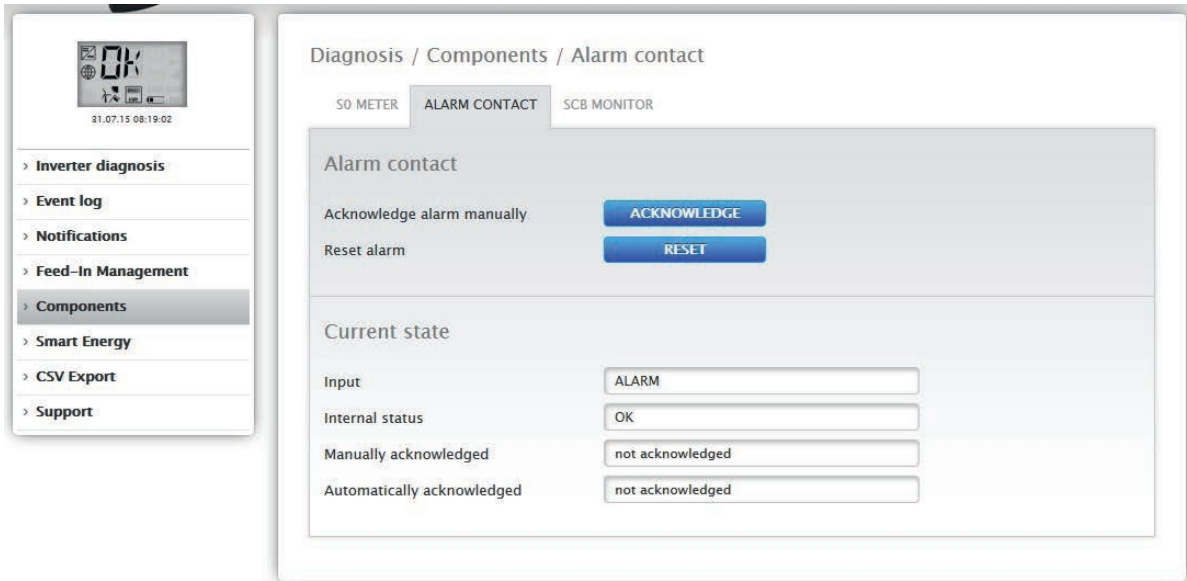 OK
31.07.15 08:19:02
Inverter diagnosis
Event log
Notifications
Feed-In Management
Components
Smart Energy
CSV Export
Support
Diagnosis / Components / Alarm contact
S0 METER ALARM CONTACT SCB MONITOR
Alarm contact
Acknowledge alarm manually ACKNOWLEDGE
Reset alarm RESET
Current state
Input ALARM
Internal status OK
Manually acknowledged not acknowledged
Automatically acknowledged not acknowledged